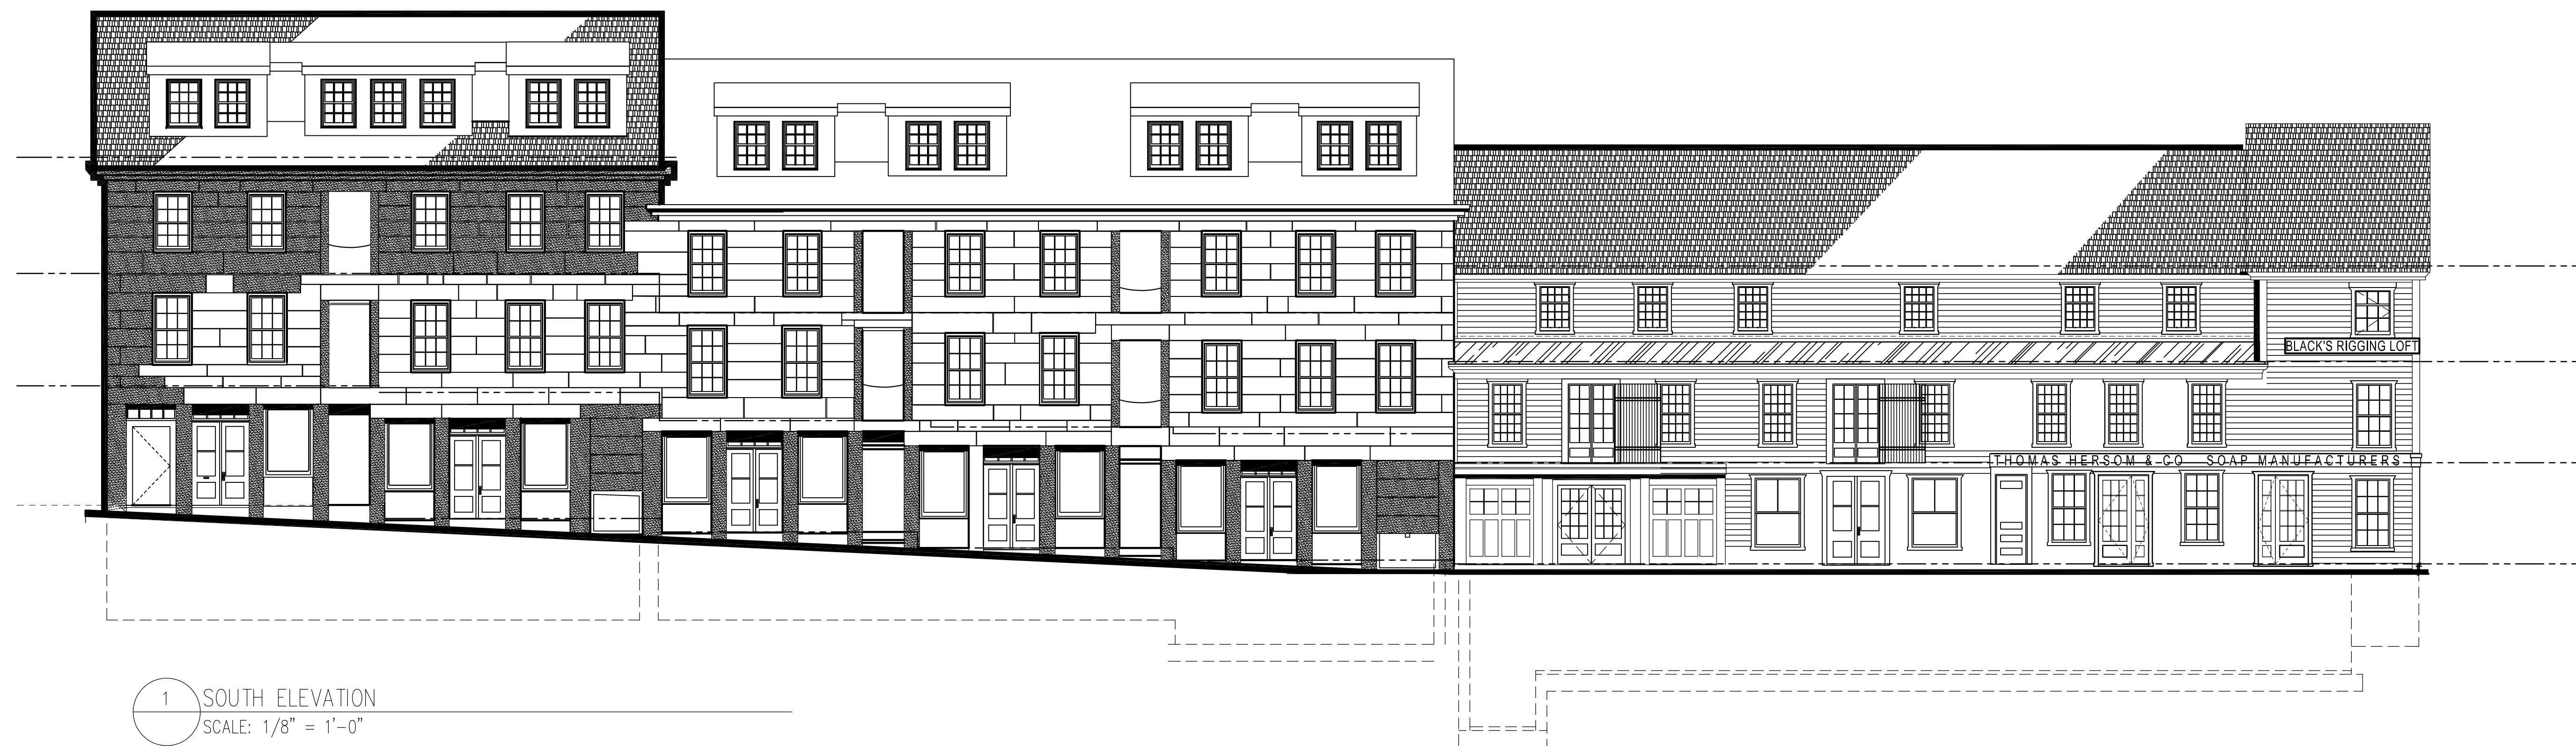 BLACK'S RIGGING LOFT
THOMAS HERSOM & CO SOAP MANUFACTURERS
1 SOUTH ELEVATION
SCALE: 1/8" = 1'-0"